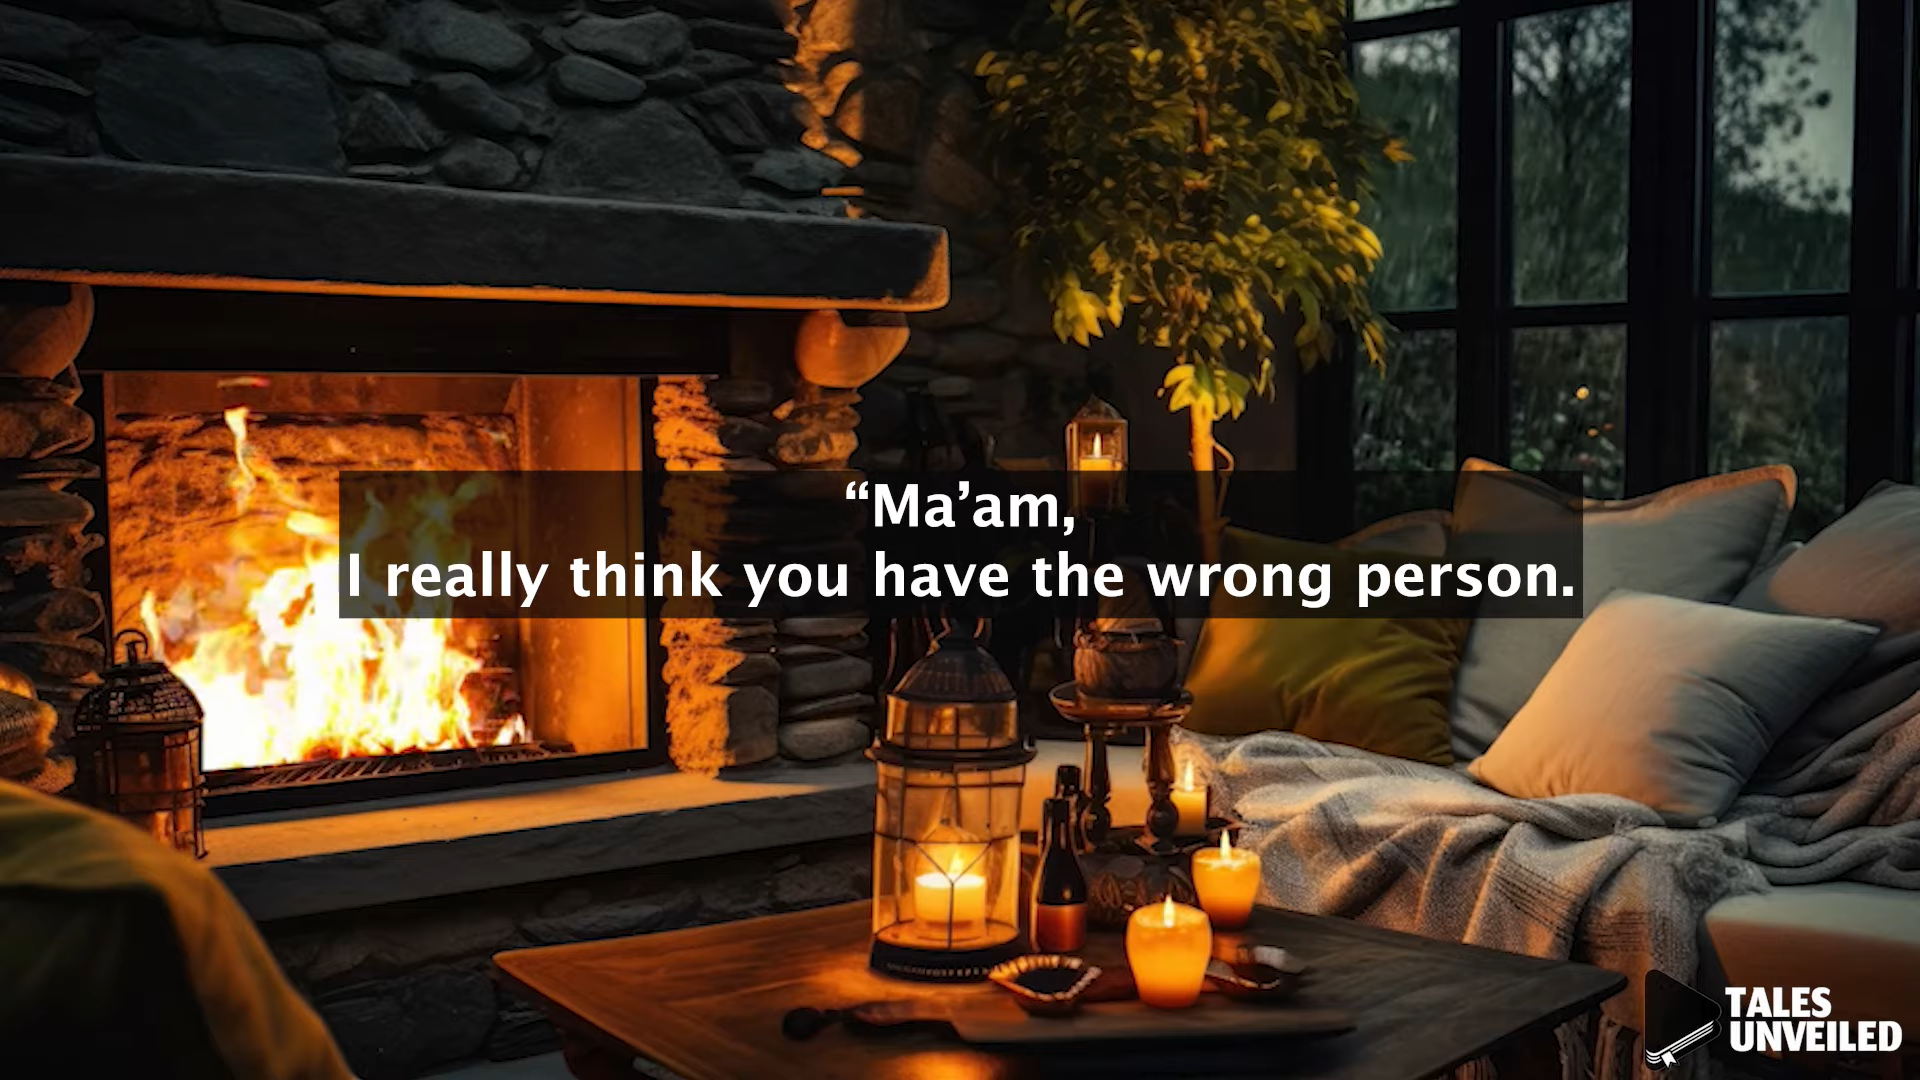 “Ma’am,
I really think you have the wrong person.
TALES
UNVEILED